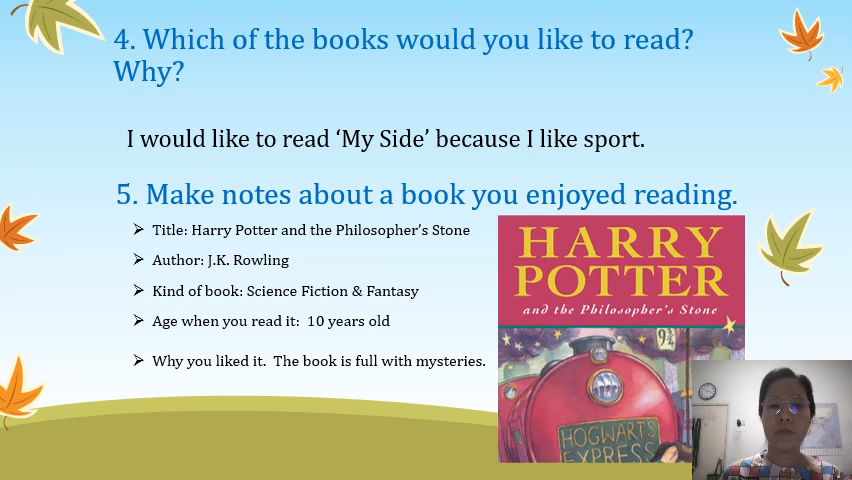 4. Which of the books would you like to read?
Why?
I would like to read ‘My Side’ because I like sport.
5. Make notes about a book you enjoyed reading.
➢ Title: Harry Potter and the Philosopher’s Stone
➢ Author: J.K. Rowling
➢ Kind of book: Science Fiction & Fantasy
➢ Age when you read it:  10 years old
➢ Why you liked it.  The book is full with mysteries.
HARRY
POTTER
and the Philosopher's Stone
9¾
HOGWARTS
EXPRESS